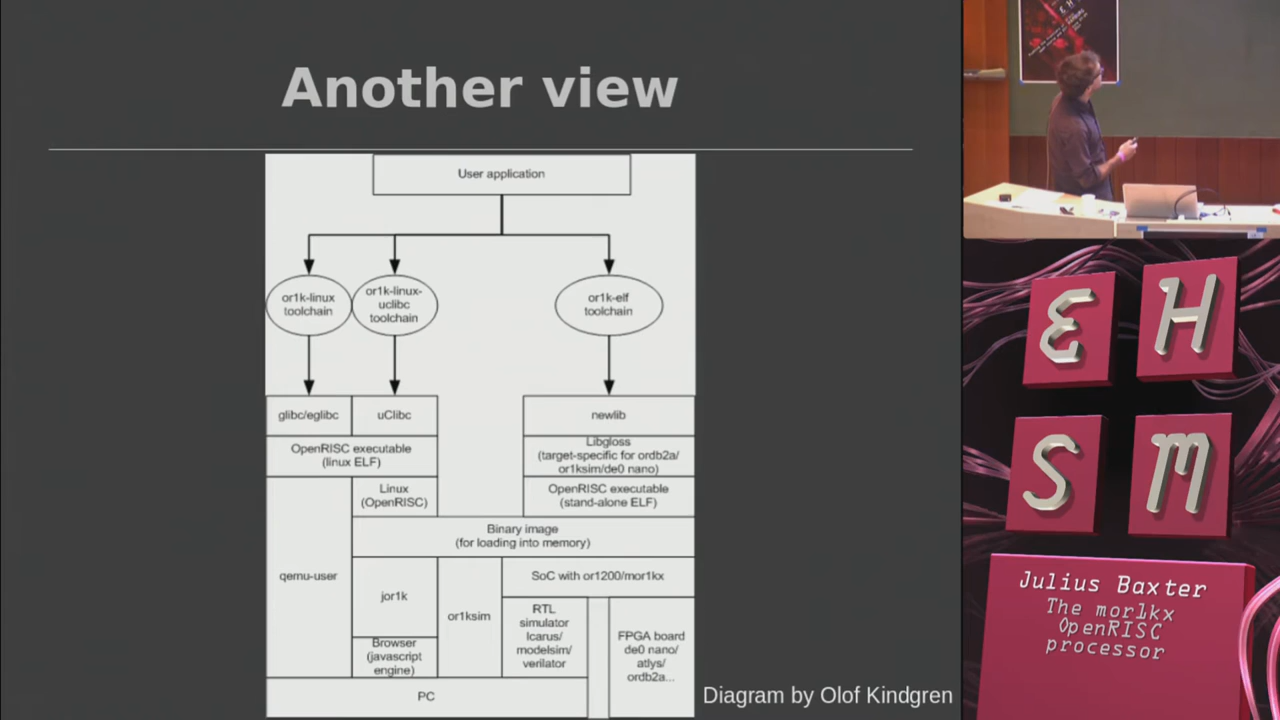 Another view
User application
or1k-linux
toolchain
or1k-linux-
uclibc
toolchain
or1k-elf
toolchain
glibc/eglibc
uClibc
newlib
OpenRISC executable
(linux ELF)
Libgloss
(target-specific for ordb2a/
or1ksim/de0 nano)
Linux
(OpenRISC)
OpenRISC executable
(stand-alone ELF)
Binary image
(for loading into memory)
qemu-user
jor1k
or1ksim
SoC with or1200/mor1kx
Browser
(javascript
engine)
RTL
simulator
Icarus/
modelsim/
verilator
FPGA board
de0 nano/
atlys/
ordb2a...
PC
Diagram by Olof Kindgren
E H
S M
Julius Baxter
The mor1kx
OpenRISC
processor